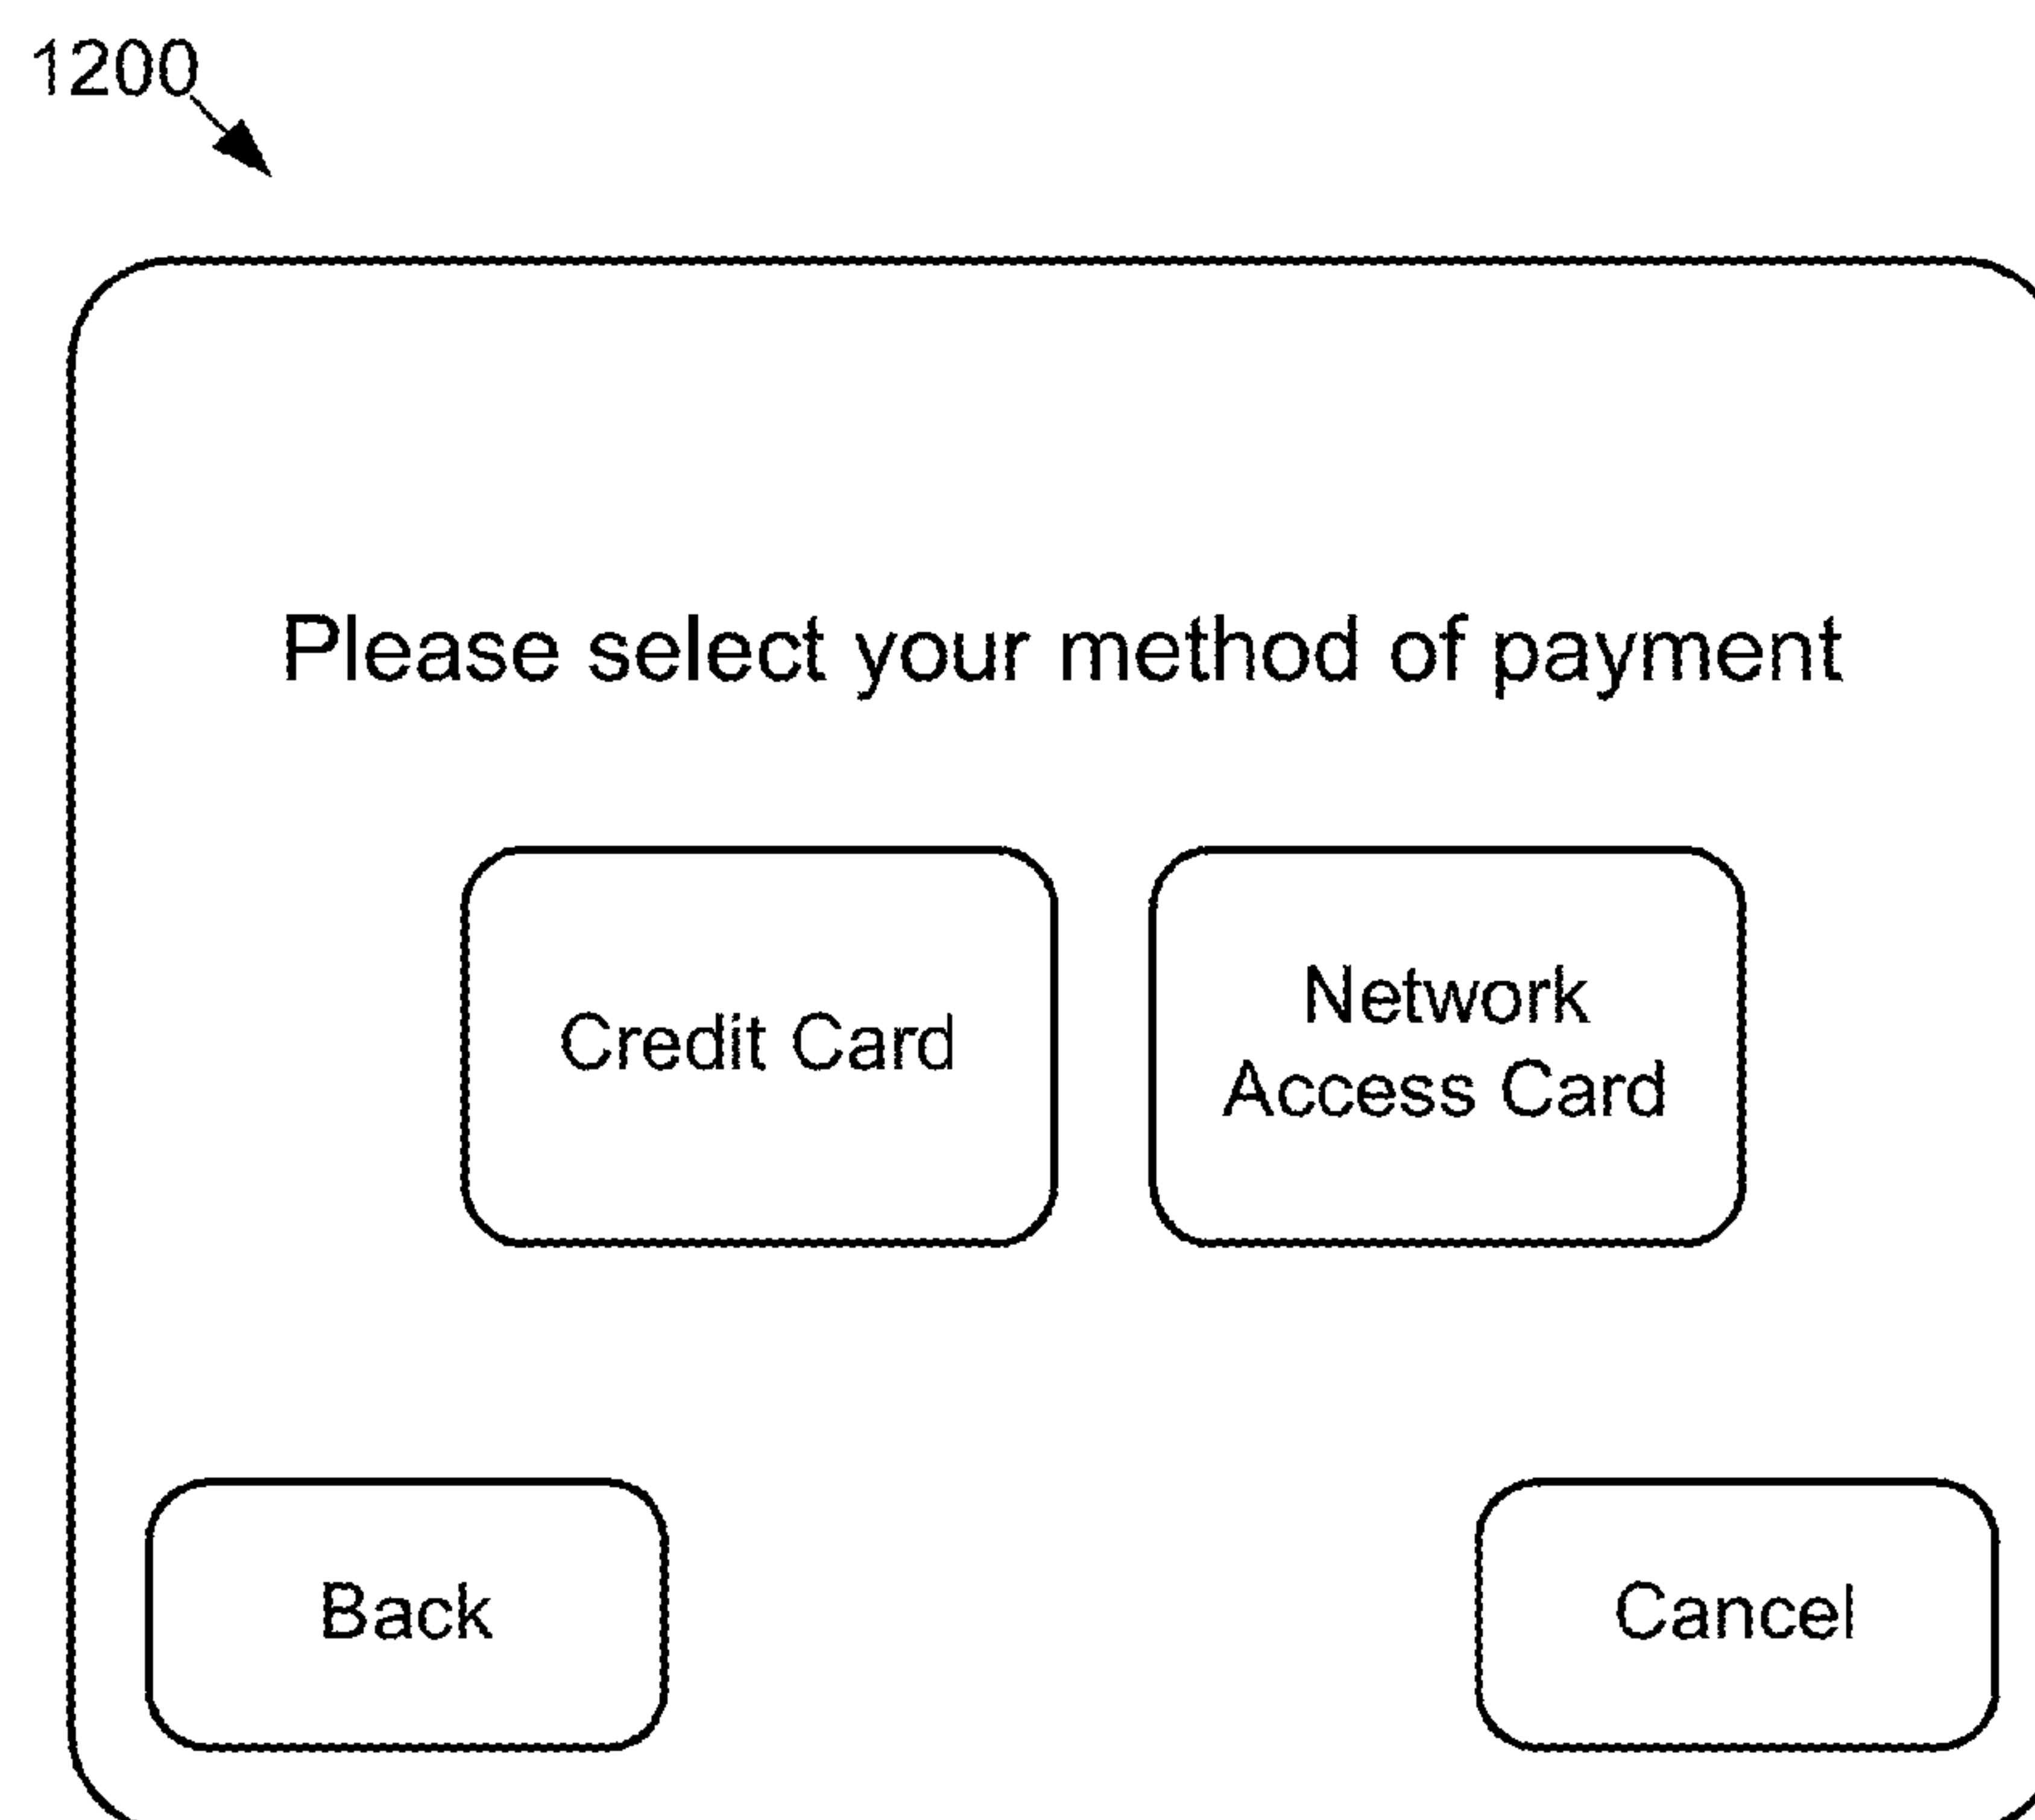 1200
Please select your method of payment
Credit Card
Network
Access Card
Back
Cancel